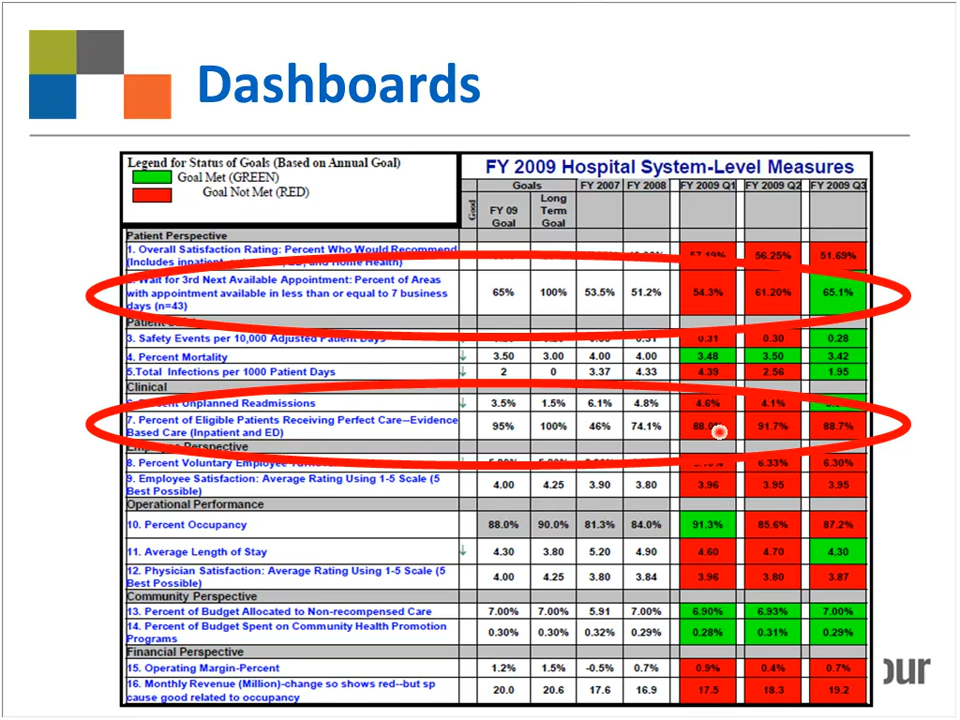 Dashboards
Legend for Status of Goals (Based on Annual Goal)
Goal Met (GREEN)
Goal Not Met (RED)
FY 2009 Hospital System-Level Measures
Goals FY 2007 FY 2008 FY 2009 Q1 FY 2009 Q2 FY 2009 Q3
Good FY 09 Goal Long Term Goal
Patient Perspective
1. Overall Satisfaction Rating: Percent Who Would Recommend 57.19% 56.25% 51.69%
(Includes Home Health)
Wait for 3rd Next Available Appointment: Percent of Areas
with appointment available in less than or equal to 7 business 65% 100% 53.5% 51.2% 54.3% 61.20% 65.1%
days (n=43)
3. Safety Events per 10,000 Adjusted Patient Days 0.31 0.30 0.28
4. Percent Mortality ↓ 3.50 3.00 4.00 4.00 3.48 3.50 3.42
5.Total Infections per 1000 Patient Days ↓ 2 0 3.37 4.33 4.39 2.56 1.95
Clinical
Percent Unplanned Readmissions ↓ 3.5% 1.5% 6.1% 4.8% 4.6% 4.1%
7. Percent of Eligible Patients Receiving Perfect Care--Evidence
Based Care (Inpatient and ED) 95% 100% 46% 74.1% 91.7% 88.7%
Employee Perspective
8. Percent Voluntary Employee 6.33% 6.30%
9. Employee Satisfaction: Average Rating Using 1-5 Scale (5
Best Possible) 4.00 4.25 3.90 3.80 3.96 3.95 3.95
Operational Performance
10. Percent Occupancy 88.0% 90.0% 81.3% 84.0% 91.3% 85.6% 87.2%
11. Average Length of Stay ↓ 4.30 3.80 5.20 4.90 4.60 4.70 4.30
12. Physician Satisfaction: Average Rating Using 1-5 Scale (5
Best Possible) 4.00 4.25 3.80 3.84 3.96 3.80 3.87
Community Perspective
13. Percent of Budget Allocated to Non-recompensed Care 7.00% 7.00% 5.91 7.00% 6.90% 6.93% 7.00%
14. Percent of Budget Spent on Community Health Promotion
Programs 0.30% 0.30% 0.32% 0.29% 0.28% 0.31% 0.29%
Financial Perspective
15. Operating Margin-Percent 1.2% 1.5% -0.5% 0.7% 0.9% 0.4% 0.7%
16. Monthly Revenue (Million)-change so shows red--but sp
cause good related to occupancy 20.0 20.6 17.6 16.9 17.5 18.3 19.2